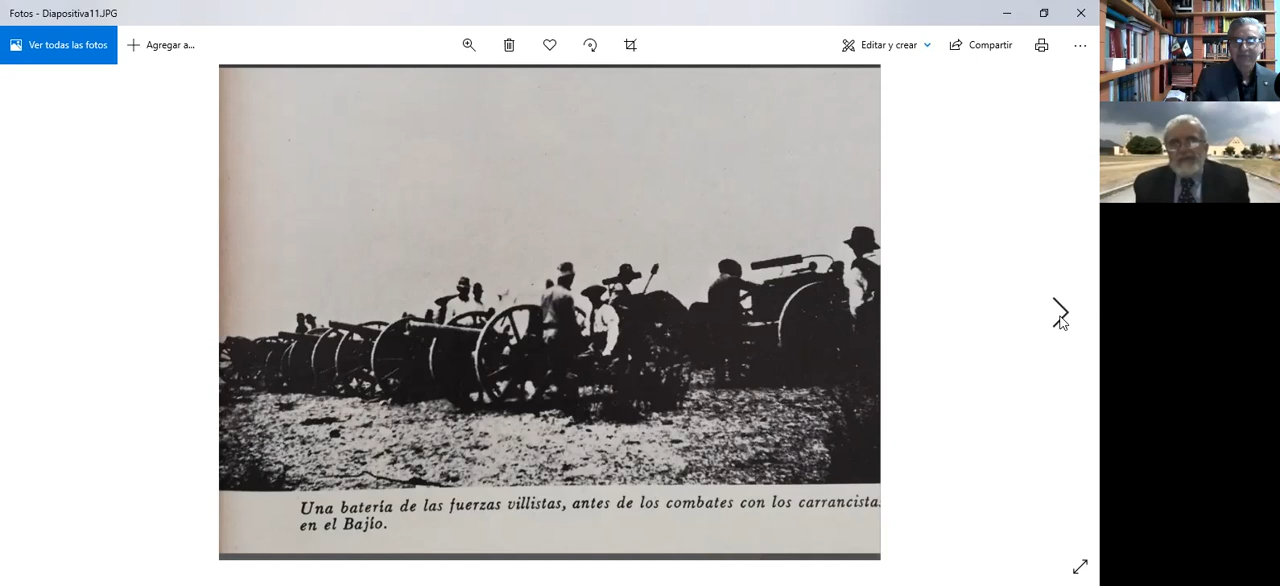 Fotos - Diapositiva11.JPG
Ver todas las fotos
Agregar a...
Editar y crear
Compartir
Una batería de las fuerzas villistas, antes de los combates con los carrancistas
en el Bajío.